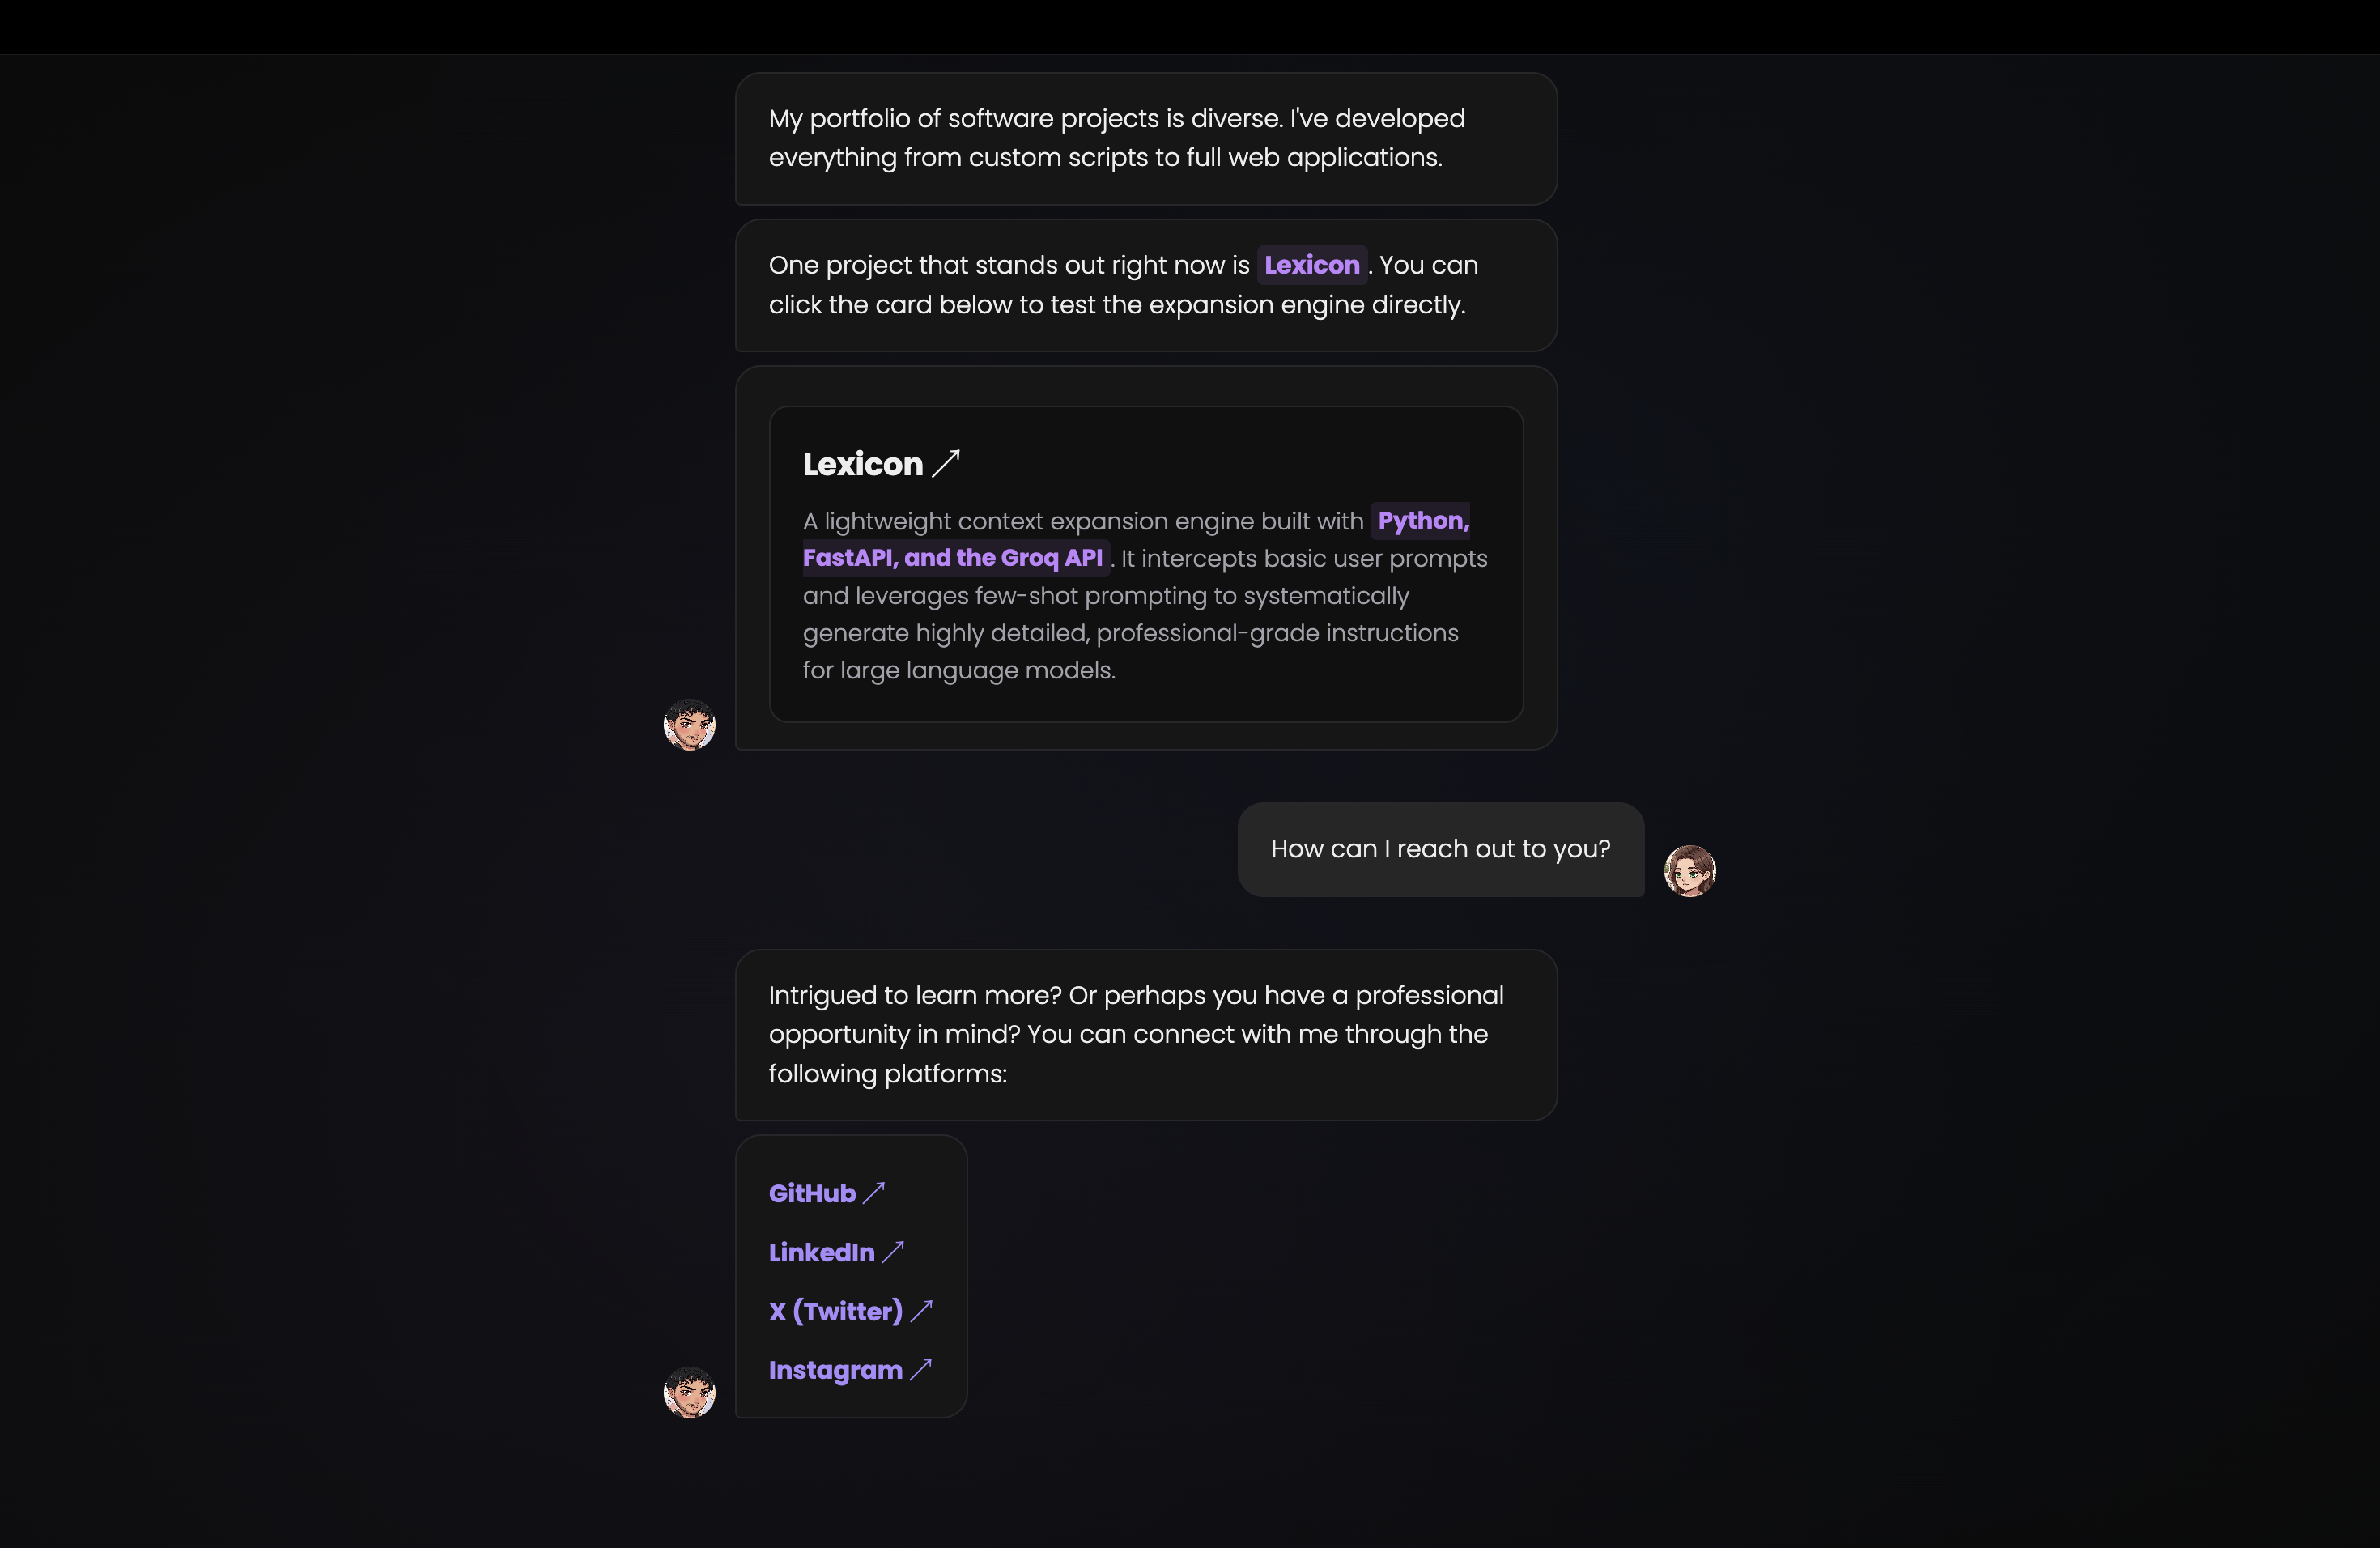 My portfolio of software projects is diverse. I've developed
everything from custom scripts to full web applications.
One project that stands out right now is Lexicon. You can
click the card below to test the expansion engine directly.
Lexicon ↗
A lightweight context expansion engine built with Python,
FastAPI, and the Groq API. It intercepts basic user prompts
and leverages few-shot prompting to systematically
generate highly detailed, professional-grade instructions
for large language models.
How can I reach out to you?
Intrigued to learn more? Or perhaps you have a professional
opportunity in mind? You can connect with me through the
following platforms:
GitHub ↗
LinkedIn ↗
X (Twitter) ↗
Instagram ↗